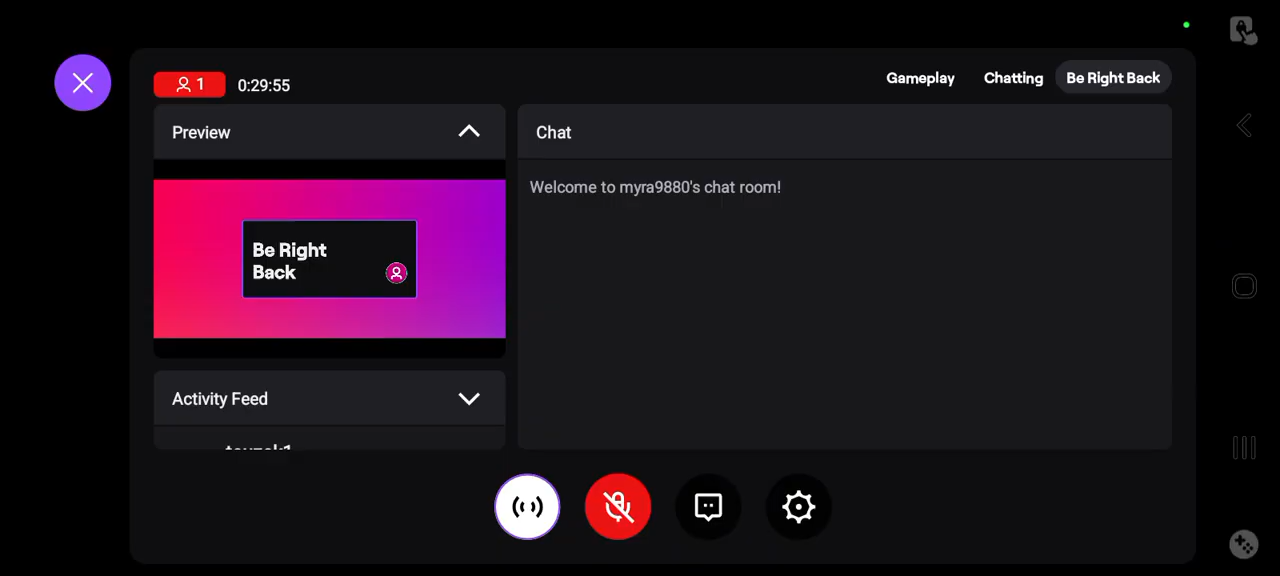 1
0:29:55
Gameplay
Chatting
Be Right Back
Preview
Chat
Welcome to myra9880's chat room!
Be Right
Back
Activity Feed